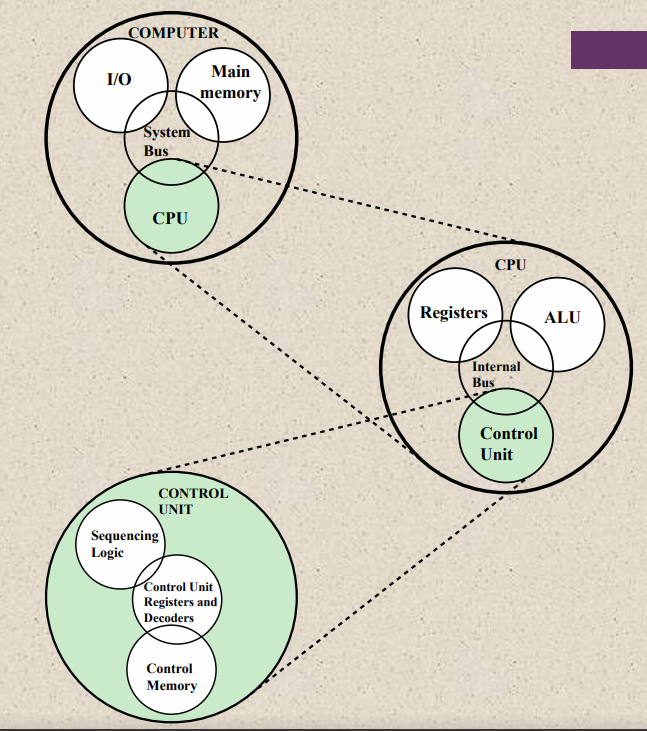 COMPUTER
I/O
Main
memory
System
Bus
CPU
CPU
Registers
ALU
Internal
Bus
Control
Unit
CONTROL
UNIT
Sequencing
Logic
Control Unit
Registers and
Decoders
Control
Memory